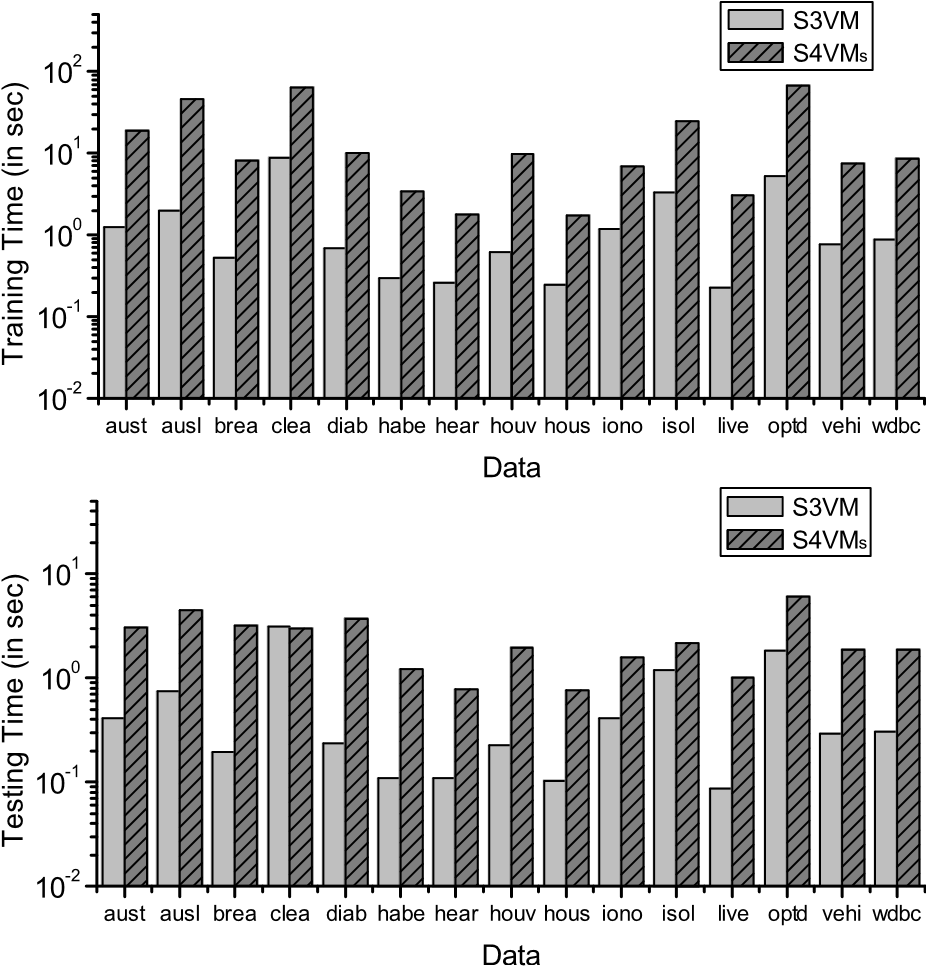 S3VM
S4VMs
Training Time (in sec)
10^2
10^1
10^0
10^-1
10^-2
aust ausl brea clea diab habe hear houv hous iono isol live optd vehi wdbc
Data
S3VM
S4VMs
Testing Time (in sec)
10^1
10^0
10^-1
10^-2
aust ausl brea clea diab habe hear houv hous iono isol live optd vehi wdbc
Data